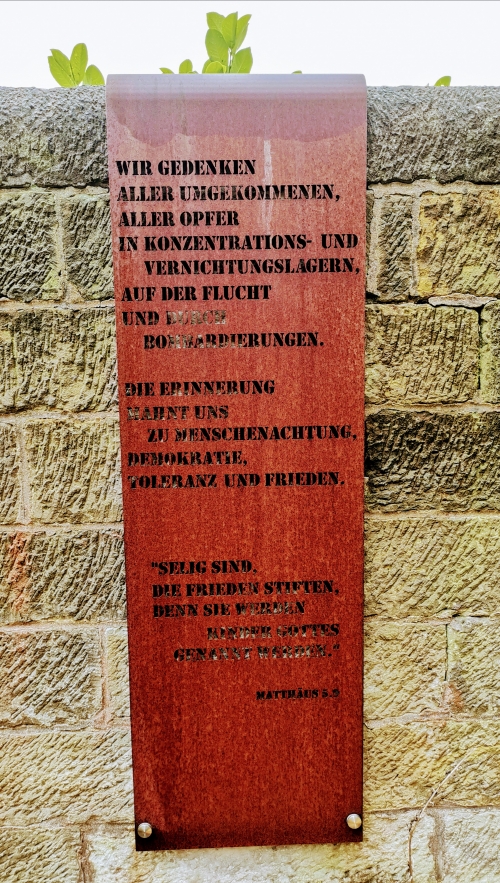 WIR GEDENKEN
ALLER UMGEKOMMENEN,
ALLER OPFER
IN KONZENTRATIONS- UND
VERNICHTUNGSLAGERN,
AUF DER FLUCHT
UND DURCH
BOMBARDIERUNGEN.
DIE ERINNERUNG
MAHNT UNS
ZU MENSCHENACHTUNG,
DEMOKRATIE,
TOLERANZ UND FRIEDEN.
"SELIG SIND,
DIE FRIEDEN STIFTEN,
DENN SIE WERDEN
KINDER GOTTES
GENANNT WERDEN."
MATTHÄUS 5.9